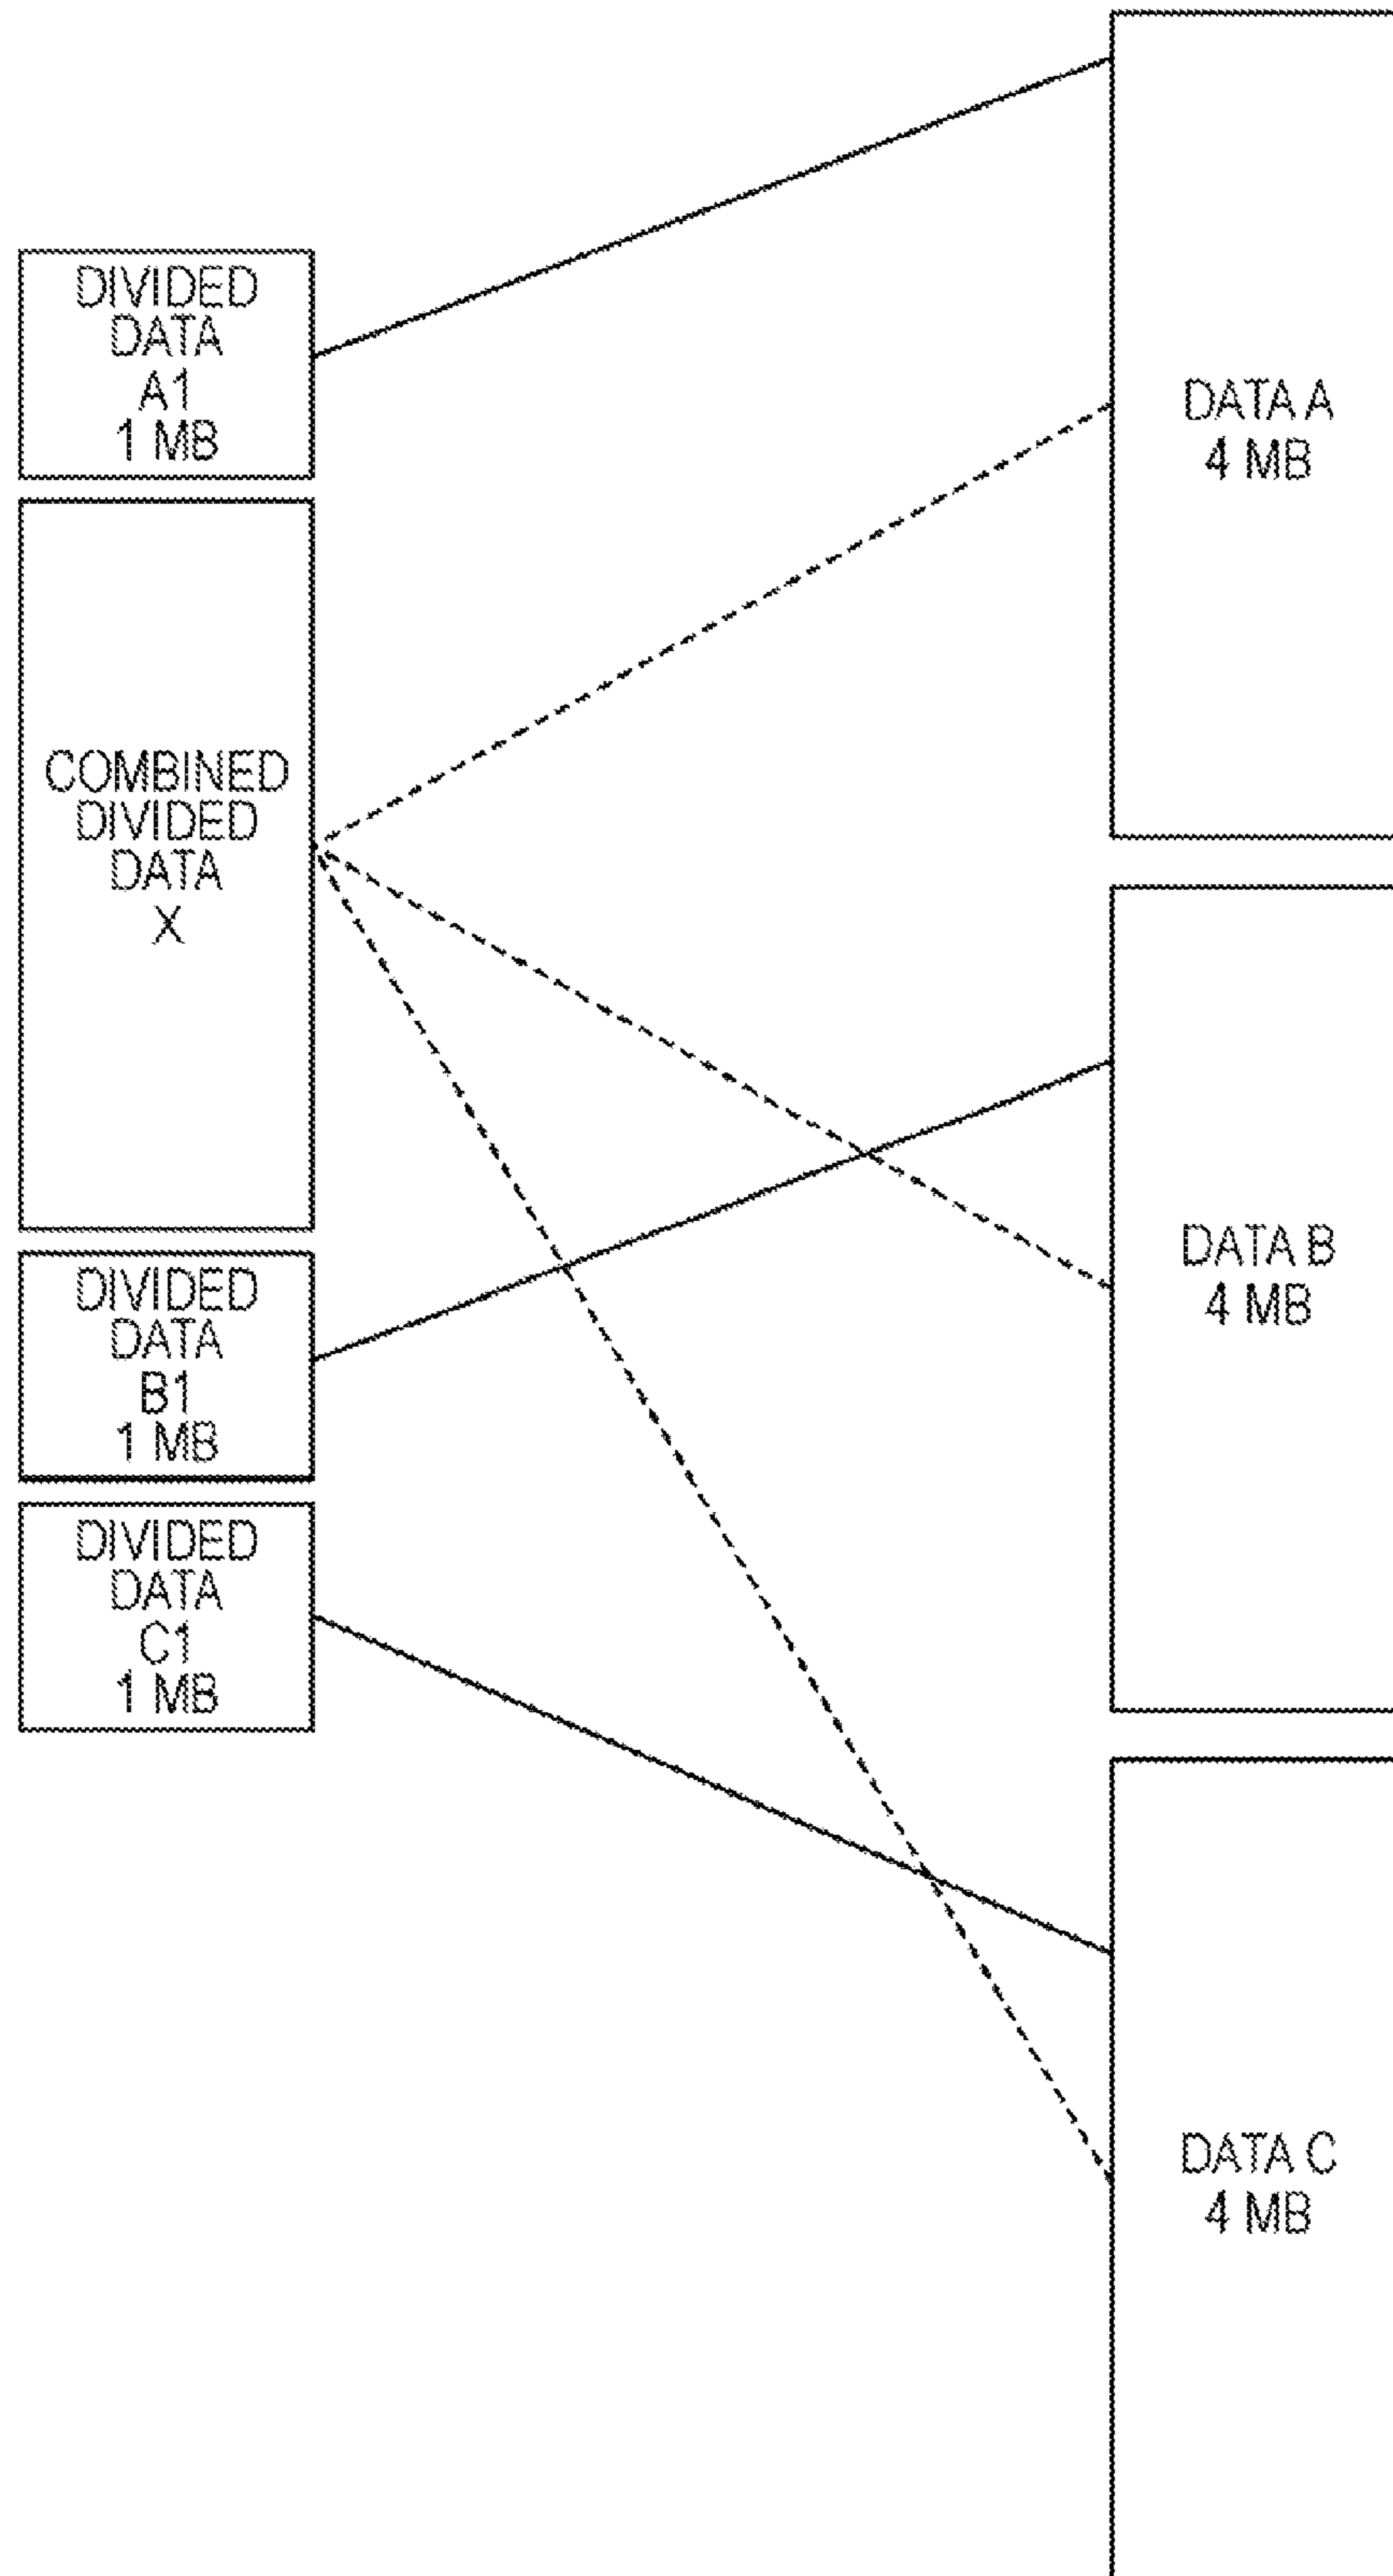 DIVIDED
DATA
A1
1 MB
COMBINED
DIVIDED
DATA
X
DIVIDED
DATA
B1
1 MB
DIVIDED
DATA
C1
1 MB
DATA A
4 MB
DATA B
4 MB
DATA C
4 MB